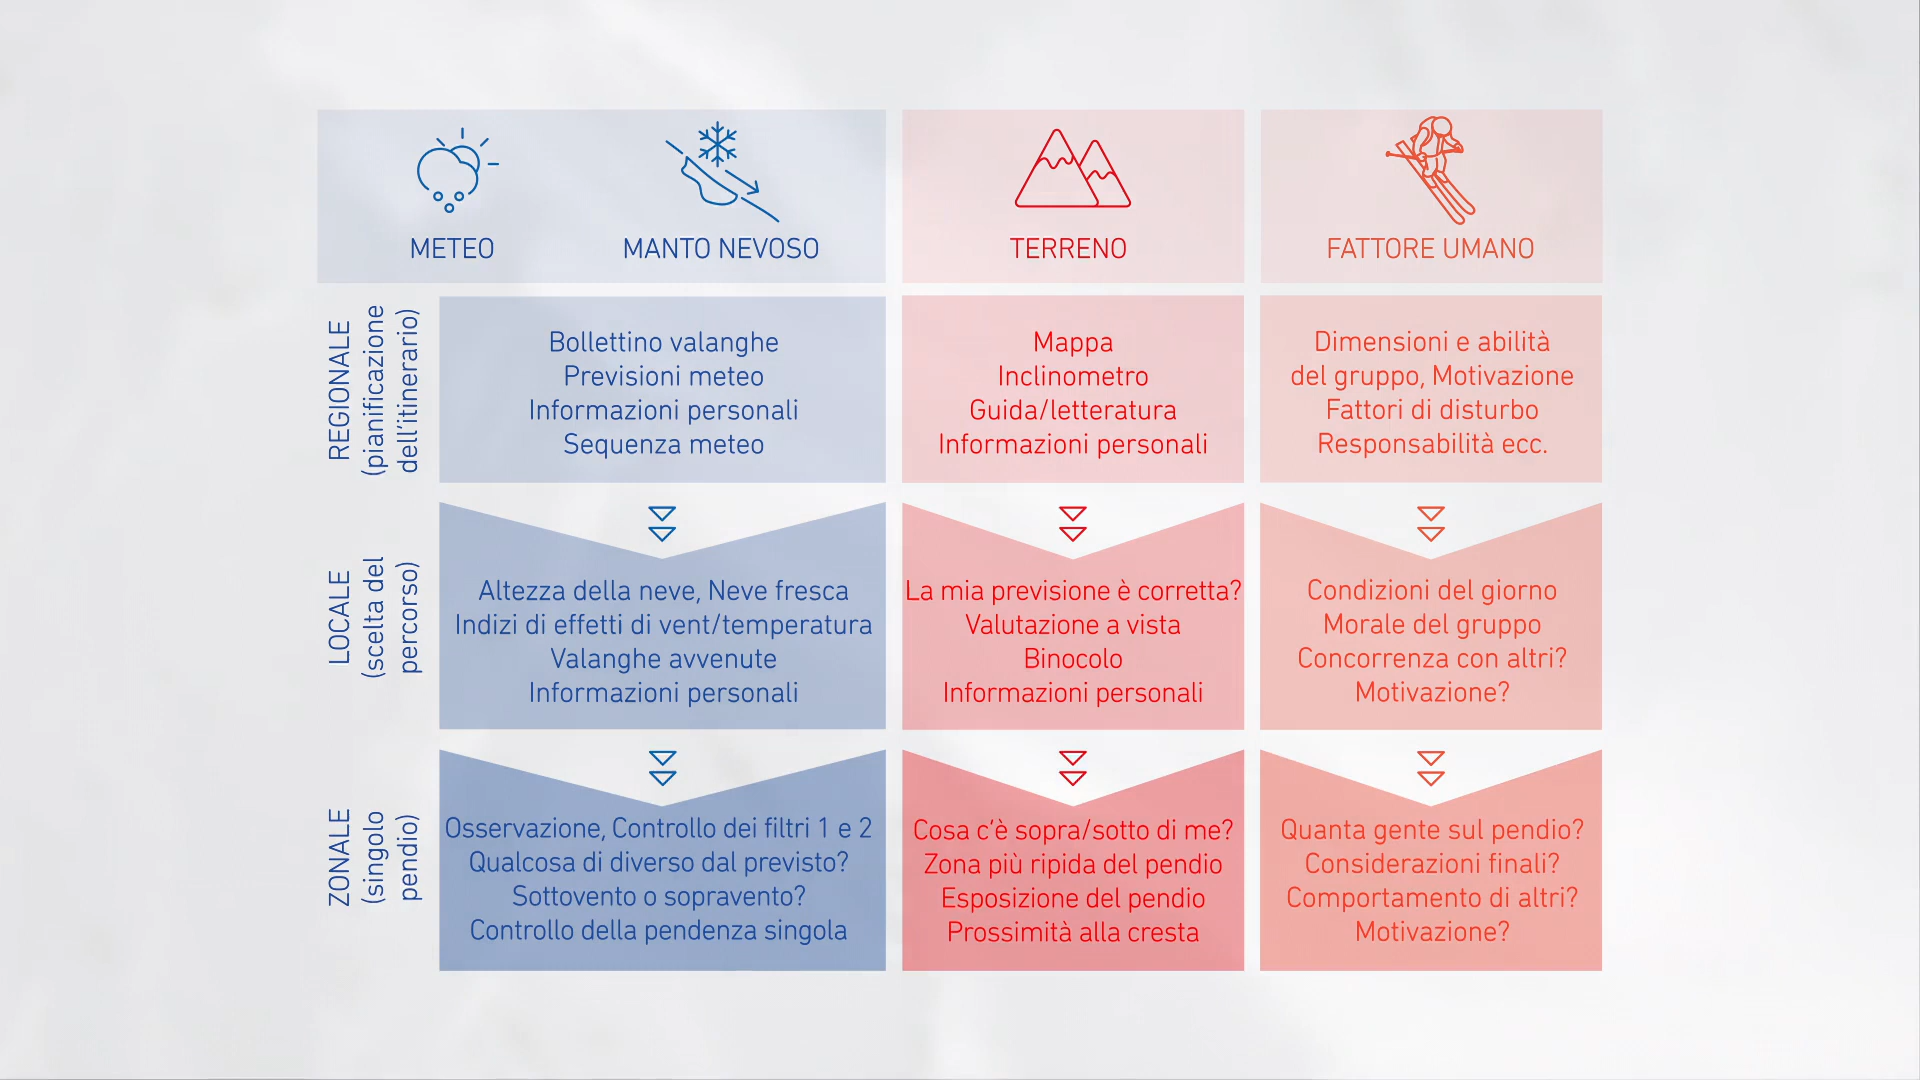 METEO
MANTO NEVOSO
TERRENO
FATTORE UMANO
REGIONALE
(pianificazione
dell'itinerario)
Bollettino valanghe
Previsioni meteo
Informazioni personali
Sequenza meteo
Mappa
Inclinometro
Guida/letteratura
Informazioni personali
Dimensioni e abilità
del gruppo, Motivazione
Fattori di disturbo
Responsabilità ecc.
LOCALE
(scelta del
percorso)
Altezza della neve, Neve fresca
Indizi di effetti di vent/temperatura
Valanghe avvenute
Informazioni personali
La mia previsione è corretta?
Valutazione a vista
Binocolo
Informazioni personali
Condizioni del giorno
Morale del gruppo
Concorrenza con altri?
Motivazione?
ZONALE
(singolo
pendio)
Osservazione, Controllo dei filtri 1 e 2
Qualcosa di diverso dal previsto?
Sottovento o sopravento?
Controllo della pendenza singola
Cosa c'è sopra/sotto di me?
Zona più ripida del pendio
Esposizione del pendio
Prossimità alla cresta
Quanta gente sul pendio?
Considerazioni finali?
Comportamento di altri?
Motivazione?